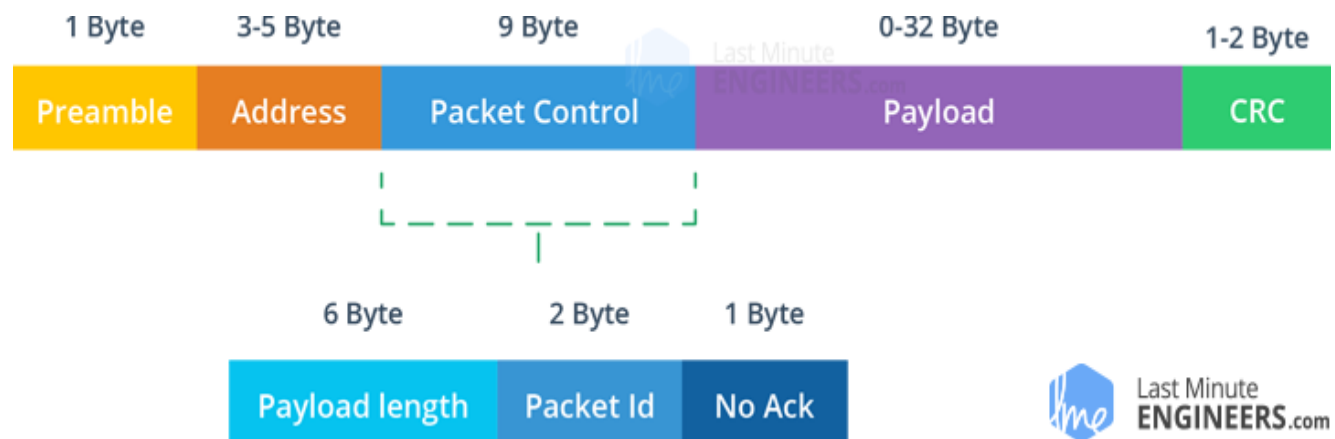 1 Byte 3-5 Byte 9 Byte 0-32 Byte 1-2 Byte
Last Minute
ENGINEERS.com
Preamble Address Packet Control Payload CRC
6 Byte 2 Byte 1 Byte
Payload length Packet Id No Ack
lme
Last Minute
ENGINEERS.com